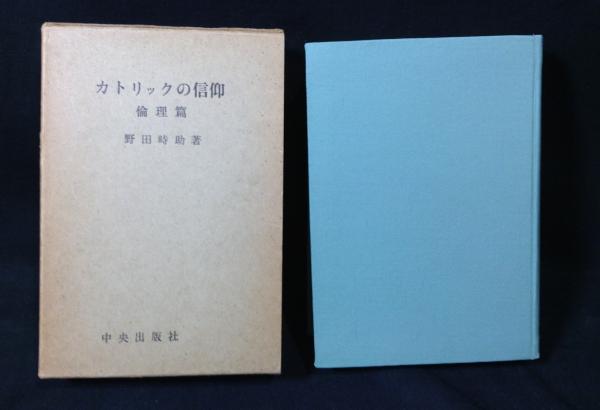 カトリックの信仰
倫理篇
野田時助著
中央出版社